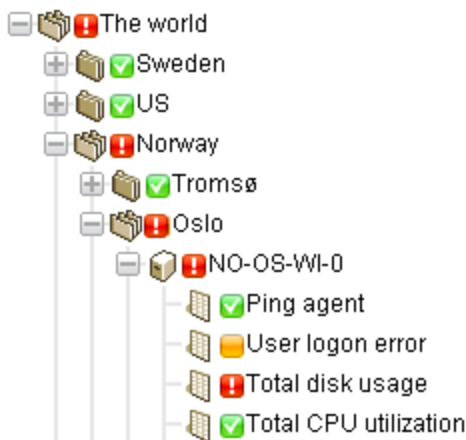 The world
Sweden
US
Norway
Tromsø
Oslo
NO-OS-WI-0
Ping agent
User logon error
Total disk usage
Total CPU utilization